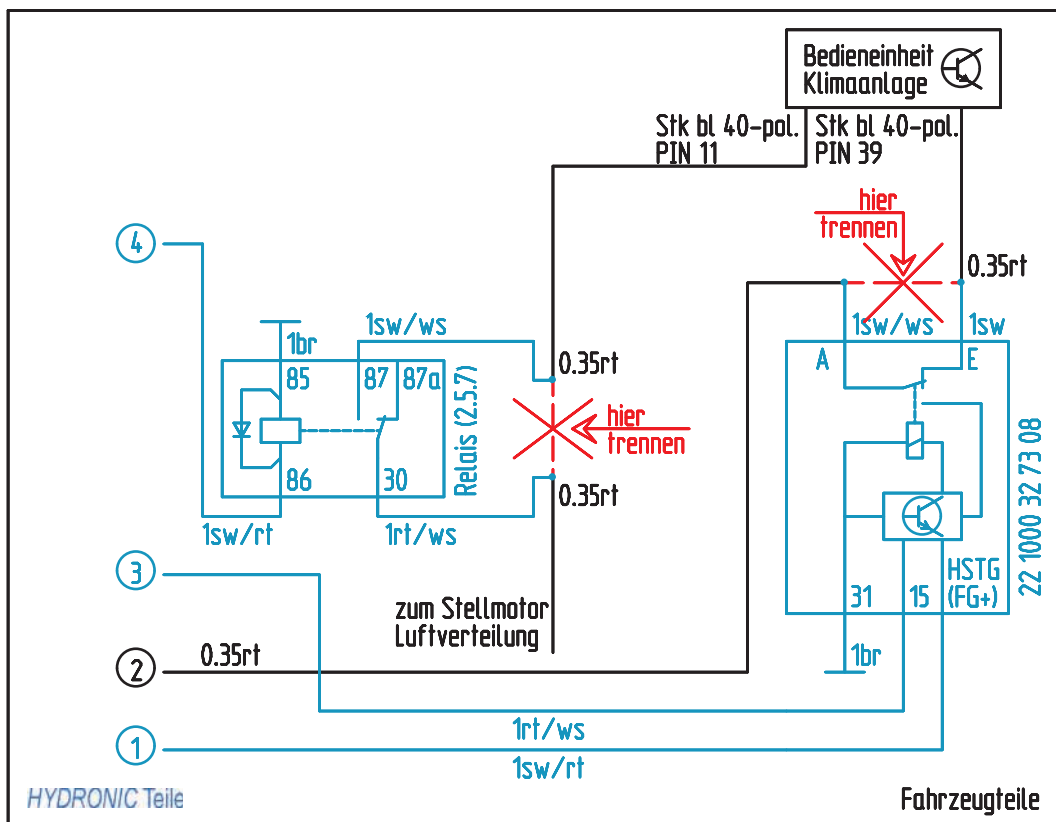 Bedieneinheit
Klimaanlage
Stk bl 40-pol.
PIN 11
Stk bl 40-pol.
PIN 39
hier
trennen
0.35rt
4
1sw/ws
1sw/ws
1sw
1br
0.35rt
A
E
85
87
87a
Relais (2.5.7)
hier
trennen
86
30
0.35rt
1sw/rt
1rt/ws
22 1000 32 73 08
3
HSTG
(FG+)
31
15
zum Stellmotor
Luftverteilung
2
0.35rt
1br
1
1rt/ws
1sw/rt
HYDRONIC Teile
Fahrzeugteile